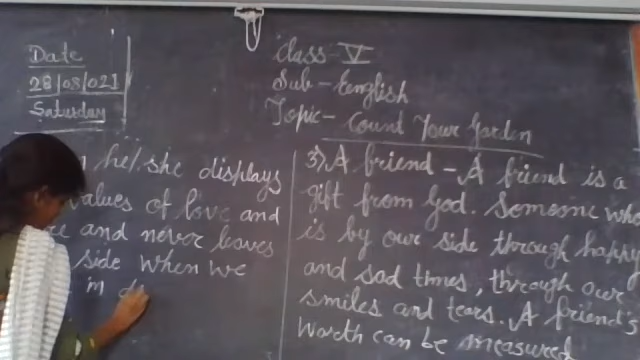 Date
28/08/021
Saturday
Class - V
Sub - English
Topic - Count Your Garden
he/she displays
values of love and
and never leaves
side when we
in
3) A friend - A friend is a
gift from God. Someone who
is by our side through happy
and sad times, through our
smiles and tears. A friend's
worth can be measured